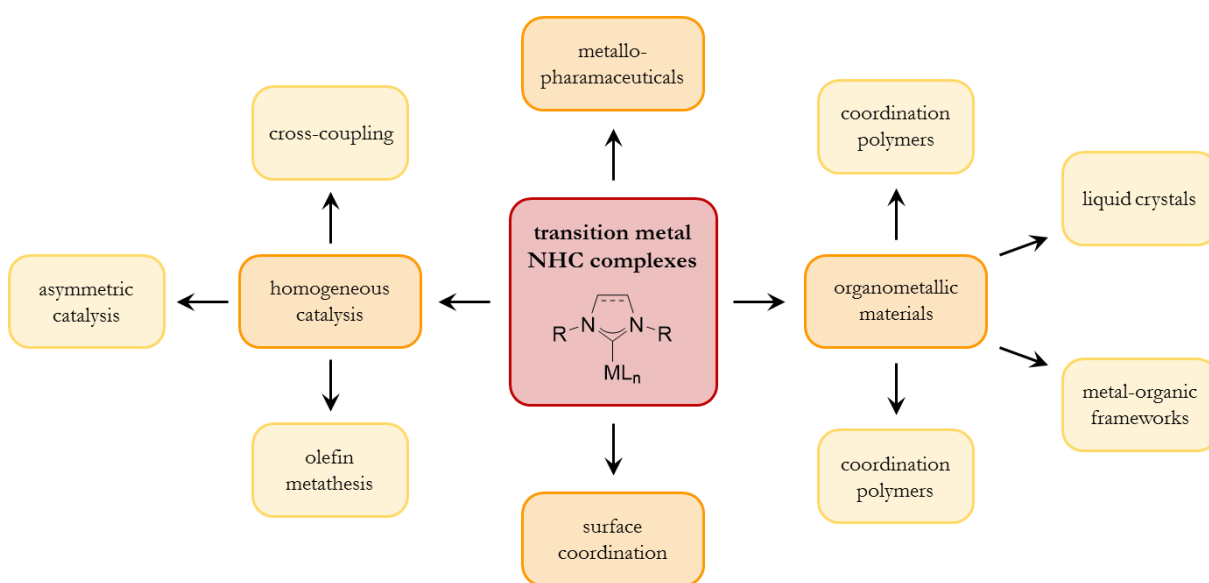 metallo-
pharamaceuticals
cross-coupling
coordination
polymers
liquid crystals
transition metal
NHC complexes
asymmetric
catalysis
homogeneous
catalysis
organometallic
materials
R N N R
MLn
metal-organic
frameworks
olefin
metathesis
coordination
polymers
surface
coordination